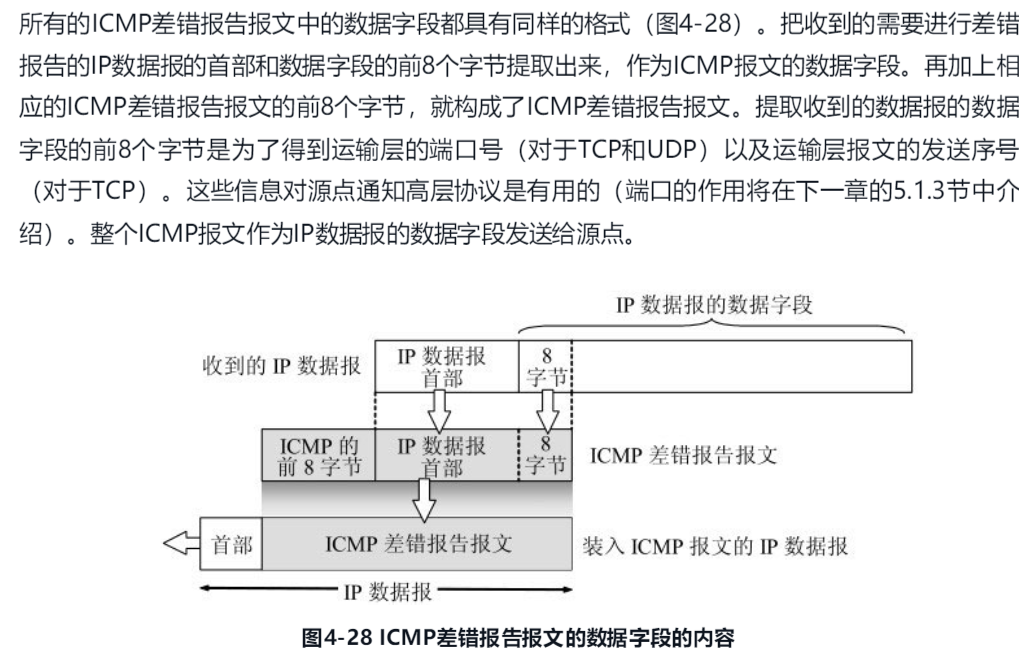 所有的ICMP差错报告报文中的数据字段都具有同样的格式（图4-28）。把收到的需要进行差错
报告的IP数据报的首部和数据字段的前8个字节提取出来，作为ICMP报文的数据字段。再加上相
应的ICMP差错报告报文的前8个字节，就构成了ICMP差错报告报文。提取收到的数据报的数据
字段的前8个字节是为了得到运输层的端口号（对于TCP和UDP）以及运输层报文的发送序号
（对于TCP）。这些信息对源点通知高层协议是有用的（端口的作用将在下一章的5.1.3节中介
绍）。整个ICMP报文作为IP数据报的数据字段发送给源点。
IP 数据报的数据字段
收到的 IP 数据报
IP 数据报
首部
8
字节
ICMP 的
前 8 字节
IP 数据报
首部
8
字节
ICMP 差错报告报文
首部
ICMP 差错报告报文
装入 ICMP 报文的 IP 数据报
IP 数据报
图4-28 ICMP差错报告报文的数据字段的内容